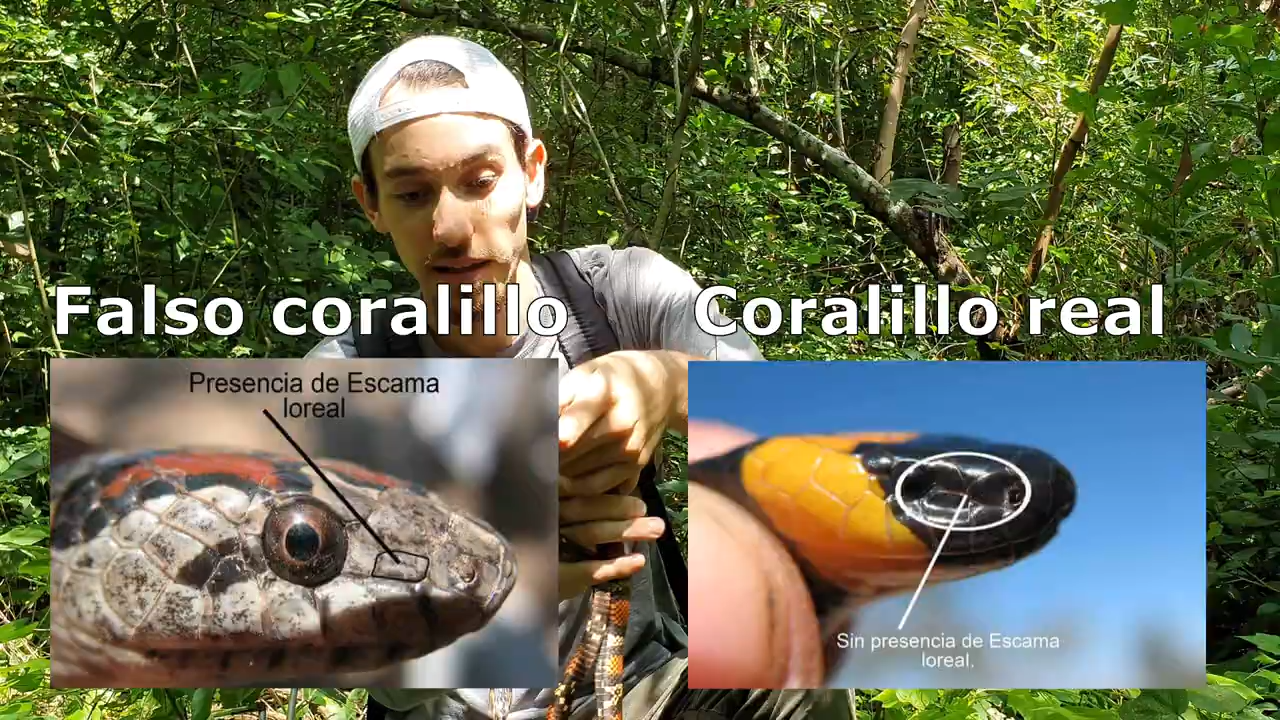 Falso coralillo
Coralillo real
Presencia de Escama
loreal
Sin presencia de Escama
loreal.